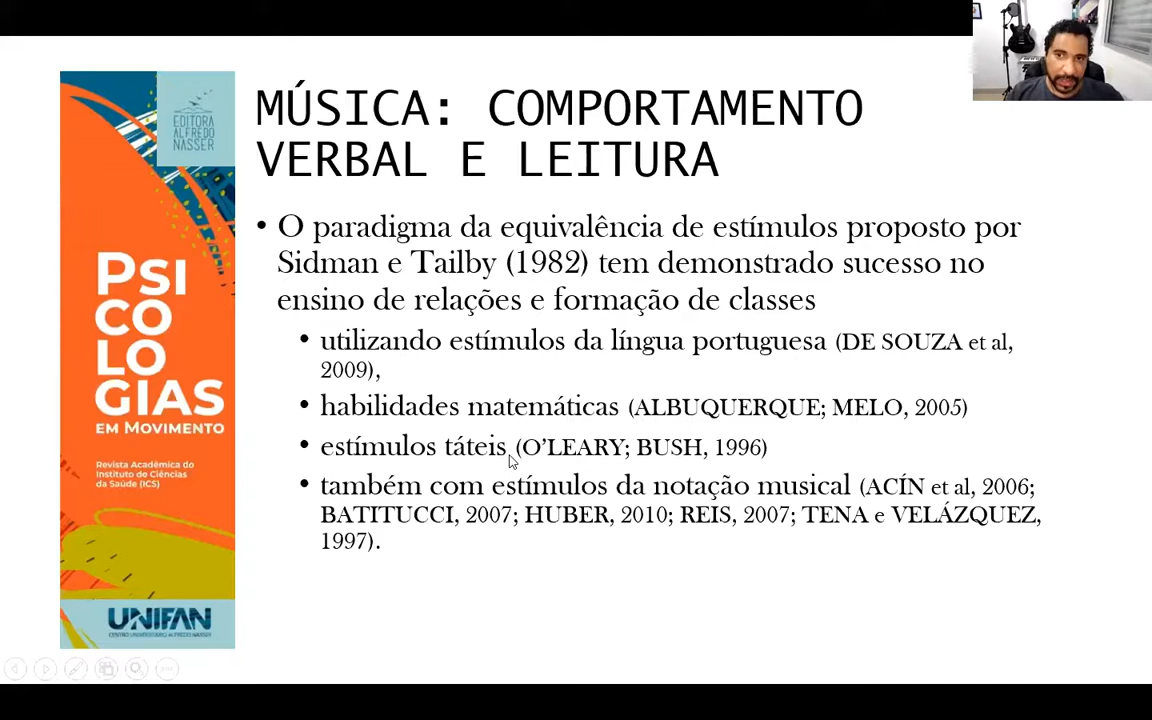 EDITORA
ALFREDO
NASSER
PSI
CO
LO
GIAS
EM MOVIMENTO
Revista Acadêmica do
Instituto de Ciências
da Saúde (ICS)
UNIFAN
CENTRO UNIVERSITÁRIO ALFREDO NASSER
MÚSICA: COMPORTAMENTO
VERBAL E LEITURA
• O paradigma da equivalência de estímulos proposto por
Sidman e Tailby (1982) tem demonstrado sucesso no
ensino de relações e formação de classes
• utilizando estímulos da língua portuguesa (DE SOUZA et al,
2009),
• habilidades matemáticas (ALBUQUERQUE; MELO, 2005)
• estímulos táteis (O’LEARY; BUSH, 1996)
• também com estímulos da notação musical (ACÍN et al, 2006;
BATITUCCI, 2007; HUBER, 2010; REIS, 2007; TENA e VELÁZQUEZ,
1997).